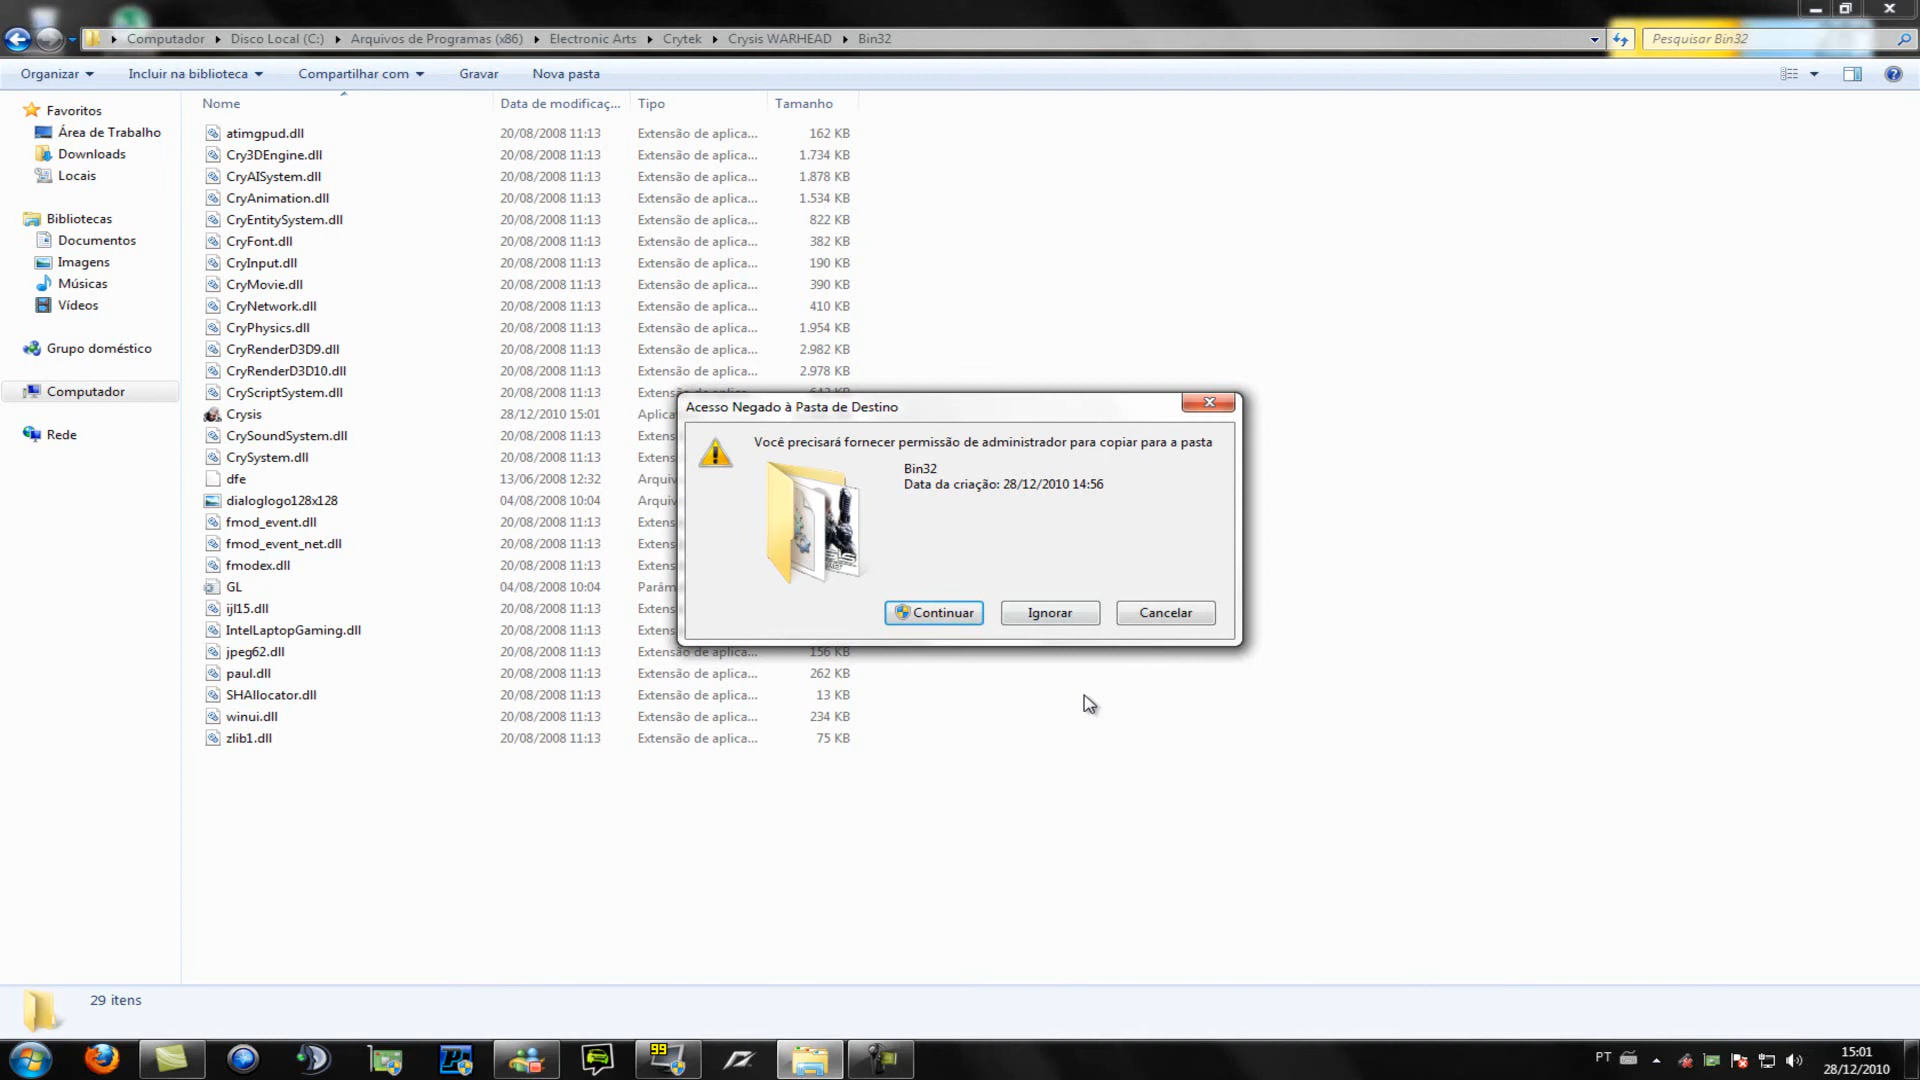 Computador ▸ Disco Local (C:) ▸ Arquivos de Programas (x86) ▸ Electronic Arts ▸ Crytek ▸ Crysis WARHEAD ▸ Bin32
Pesquisar Bin32
Organizar Incluir na biblioteca Compartilhar com Gravar Nova pasta
Nome Data de modificaç... Tipo Tamanho
Favoritos
Área de Trabalho
Downloads
Locais
Bibliotecas
Documentos
Imagens
Músicas
Vídeos
Grupo doméstico
Computador
Rede
atimgpud.dll 20/08/2008 11:13 Extensão de aplica... 162 KB
Cry3DEngine.dll 20/08/2008 11:13 Extensão de aplica... 1.734 KB
CryAISystem.dll 20/08/2008 11:13 Extensão de aplica... 1.878 KB
CryAnimation.dll 20/08/2008 11:13 Extensão de aplica... 1.534 KB
CryEntitySystem.dll 20/08/2008 11:13 Extensão de aplica... 822 KB
CryFont.dll 20/08/2008 11:13 Extensão de aplica... 382 KB
CryInput.dll 20/08/2008 11:13 Extensão de aplica... 190 KB
CryMovie.dll 20/08/2008 11:13 Extensão de aplica... 390 KB
CryNetwork.dll 20/08/2008 11:13 Extensão de aplica... 410 KB
CryPhysics.dll 20/08/2008 11:13 Extensão de aplica... 1.954 KB
CryRenderD3D9.dll 20/08/2008 11:13 Extensão de aplica... 2.982 KB
CryRenderD3D10.dll 20/08/2008 11:13 Extensão de aplica... 2.978 KB
CryScriptSystem.dll 20/08/2008 11:13
Crysis 28/12/2010 15:01 Aplic
CrySoundSystem.dll 20/08/2008 11:13 Extens
CrySystem.dll 20/08/2008 11:13 Extens
dfe 13/06/2008 12:32 Arquiv
dialoglogo128x128 04/08/2008 10:04 Arquiv
fmod_event.dll 20/08/2008 11:13 Extens
fmod_event_net.dll 20/08/2008 11:13 Extens
fmodex.dll 20/08/2008 11:13 Extens
GL 04/08/2008 10:04 Parâm
ijl15.dll 20/08/2008 11:13 Extens
IntelLaptopGaming.dll 20/08/2008 11:13 Extens
jpeg62.dll 20/08/2008 11:13 156 KB
paul.dll 20/08/2008 11:13 Extensão de aplica... 262 KB
SHAllocator.dll 20/08/2008 11:13 Extensão de aplica... 13 KB
winui.dll 20/08/2008 11:13 Extensão de aplica... 234 KB
zlib1.dll 20/08/2008 11:13 Extensão de aplica... 75 KB
Acesso Negado à Pasta de Destino
Você precisará fornecer permissão de administrador para copiar para a pasta
Bin32
Data da criação: 28/12/2010 14:56
Continuar Ignorar Cancelar
29 itens
99
PT
15:01
28/12/2010